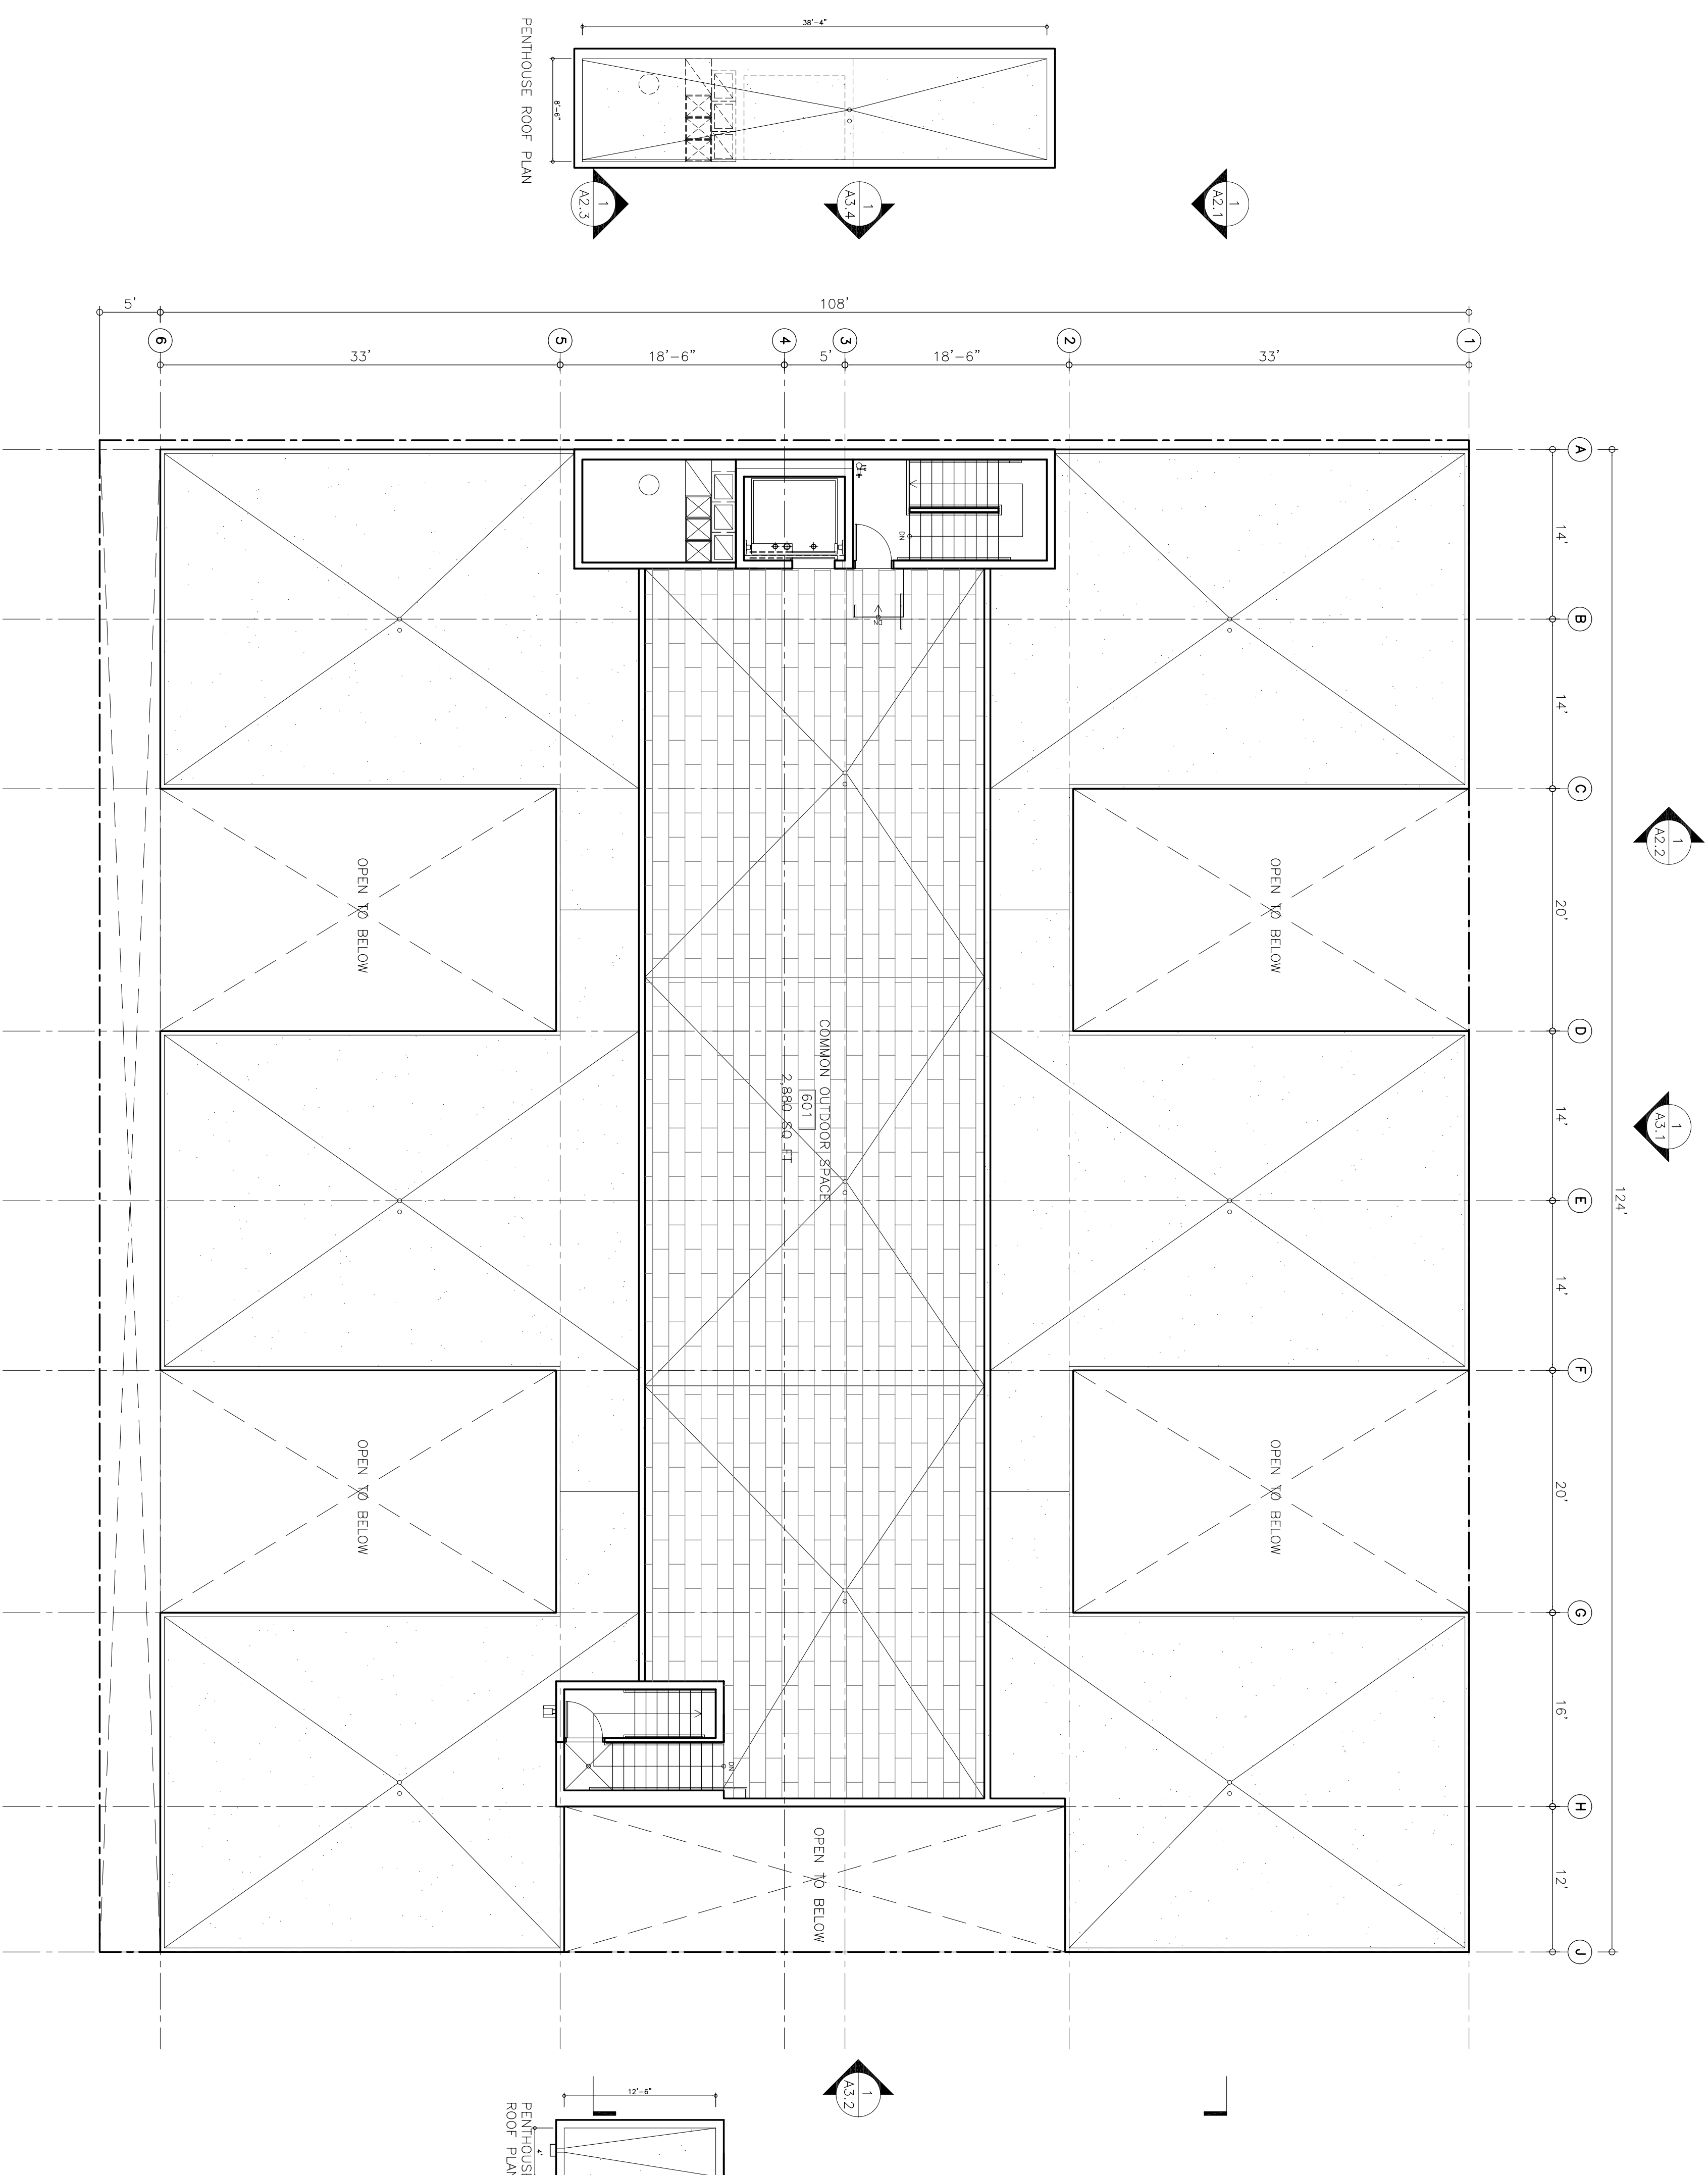 38'-4"
8'-6"
PENTHOUSE ROOF PLAN
1
A2.3
1
A3.4
1
A2.1
5'
108'
6
5
4
3
2
1
33'
18'-6"
5'
18'-6"
33'
A
B
C
D
E
F
G
H
J
14'
14'
20'
14'
14'
20'
16'
12'
124'
1
A2.2
1
A3.1
DN
DN
OPEN TO BELOW
OPEN TO BELOW
COMMON OUTDOOR SPACE
601
2,880 SQ FT
OPEN TO BELOW
OPEN TO BELOW
DN
OPEN TO BELOW
1
A3.2
12'-6"
4'
PENTHOUSE
ROOF PLAN